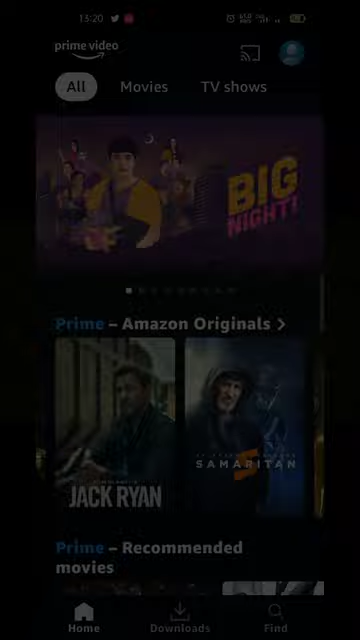 13:20
prime video
All Movies TV shows
BIG
NIGHT!
Prime – Amazon Originals >
JACK RYAN
SAMARITAN
Prime – Recommended
movies
Home Downloads Find